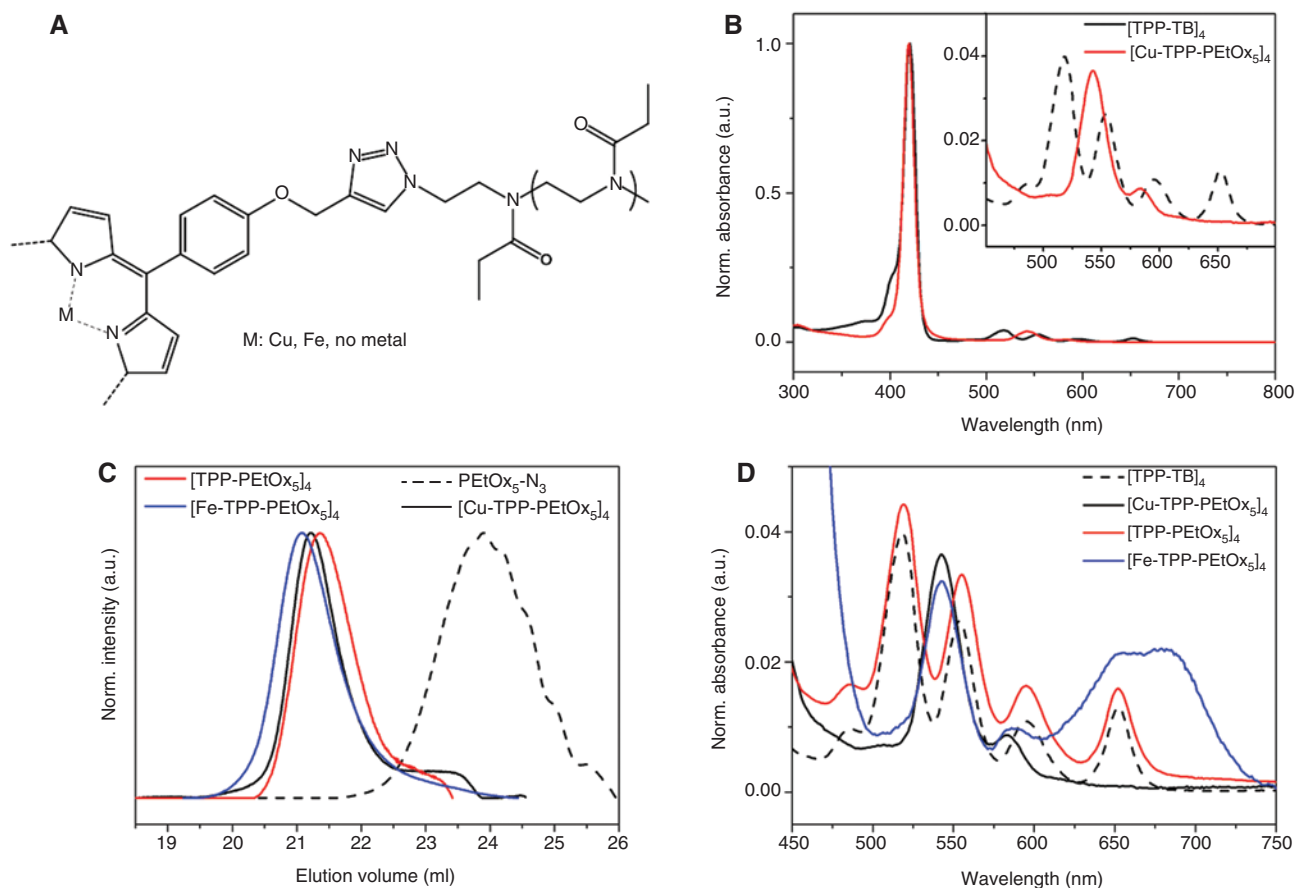 A
O
N
N
N
O
N
N
O
N
N
M
M: Cu, Fe, no metal
B
[TPP-TB]4
[Cu-TPP-PEtOx5]4
Norm. absorbance (a.u.)
1.0
0.5
0.0
0.04
0.02
0.00
500 550 600 650
300 400 500 600 700 800
Wavelength (nm)
C
[TPP-PEtOx5]4
[Fe-TPP-PEtOx5]4
PEtOx5-N3
[Cu-TPP-PEtOx5]4
Norm. intensity (a.u.)
19 20 21 22 23 24 25 26
Elution volume (ml)
D
[TPP-TB]4
[Cu-TPP-PEtOx5]4
[TPP-PEtOx5]4
[Fe-TPP-PEtOx5]4
Norm. absorbance (a.u.)
0.04
0.02
0.00
450 500 550 600 650 700 750
Wavelength (nm)